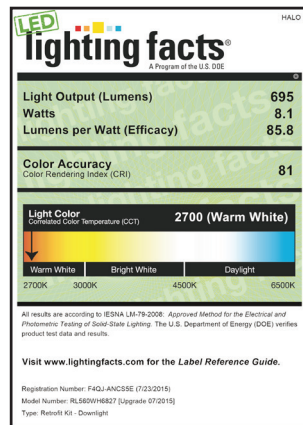 HALO
LED
lighting facts®
A Program of the U.S. DOE
Light Output (Lumens) 695
Watts 8.1
Lumens per Watt (Efficacy) 85.8
Color Accuracy
Color Rendering Index (CRI) 81
Light Color
Correlated Color Temperature (CCT) 2700 (Warm White)
Warm White Bright White Daylight
2700K 3000K 4500K 6500K
All results are according to IESNA LM-79-2008: Approved Method for the Electrical and
Photometric Testing of Solid-State Lighting. The U.S. Department of Energy (DOE) verifies
product test data and results.
Visit www.lightingfacts.com for the Label Reference Guide.
Registration Number: F4QJ-ANCS5E (7/23/2015)
Model Number: RL560WH6827 [Upgrade 07/2015]
Type: Retrofit Kit - Downlight